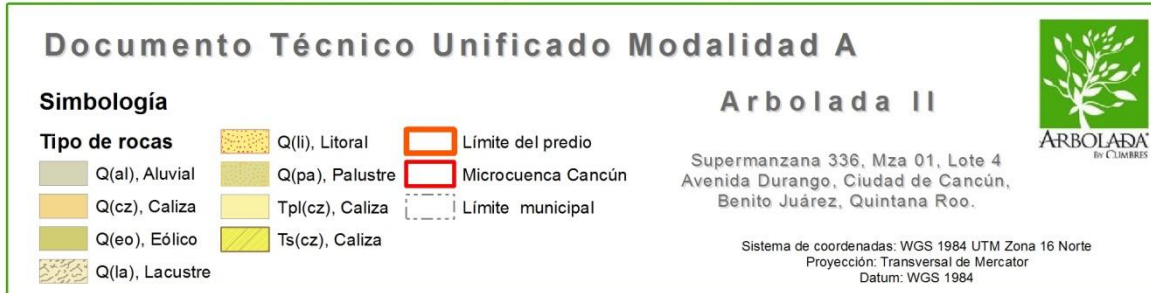 Documento Técnico Unificado Modalidad A
Simbología
Tipo de rocas
Q(al), Aluvial
Q(cz), Caliza
Q(eo), Eólico
Q(la), Lacustre
Q(li), Litoral
Q(pa), Palustre
Tpl(cz), Caliza
Ts(cz), Caliza
Límite del predio
Microcuenca Cancún
Límite municipal
Arbolada II
Supermanzana 336, Mza 01, Lote 4
Avenida Durango, Ciudad de Cancún,
Benito Juárez, Quintana Roo.
Sistema de coordenadas: WGS 1984 UTM Zona 16 Norte
Proyección: Transversal de Mercator
Datum: WGS 1984
ARBOLADA
BY CUMBRES